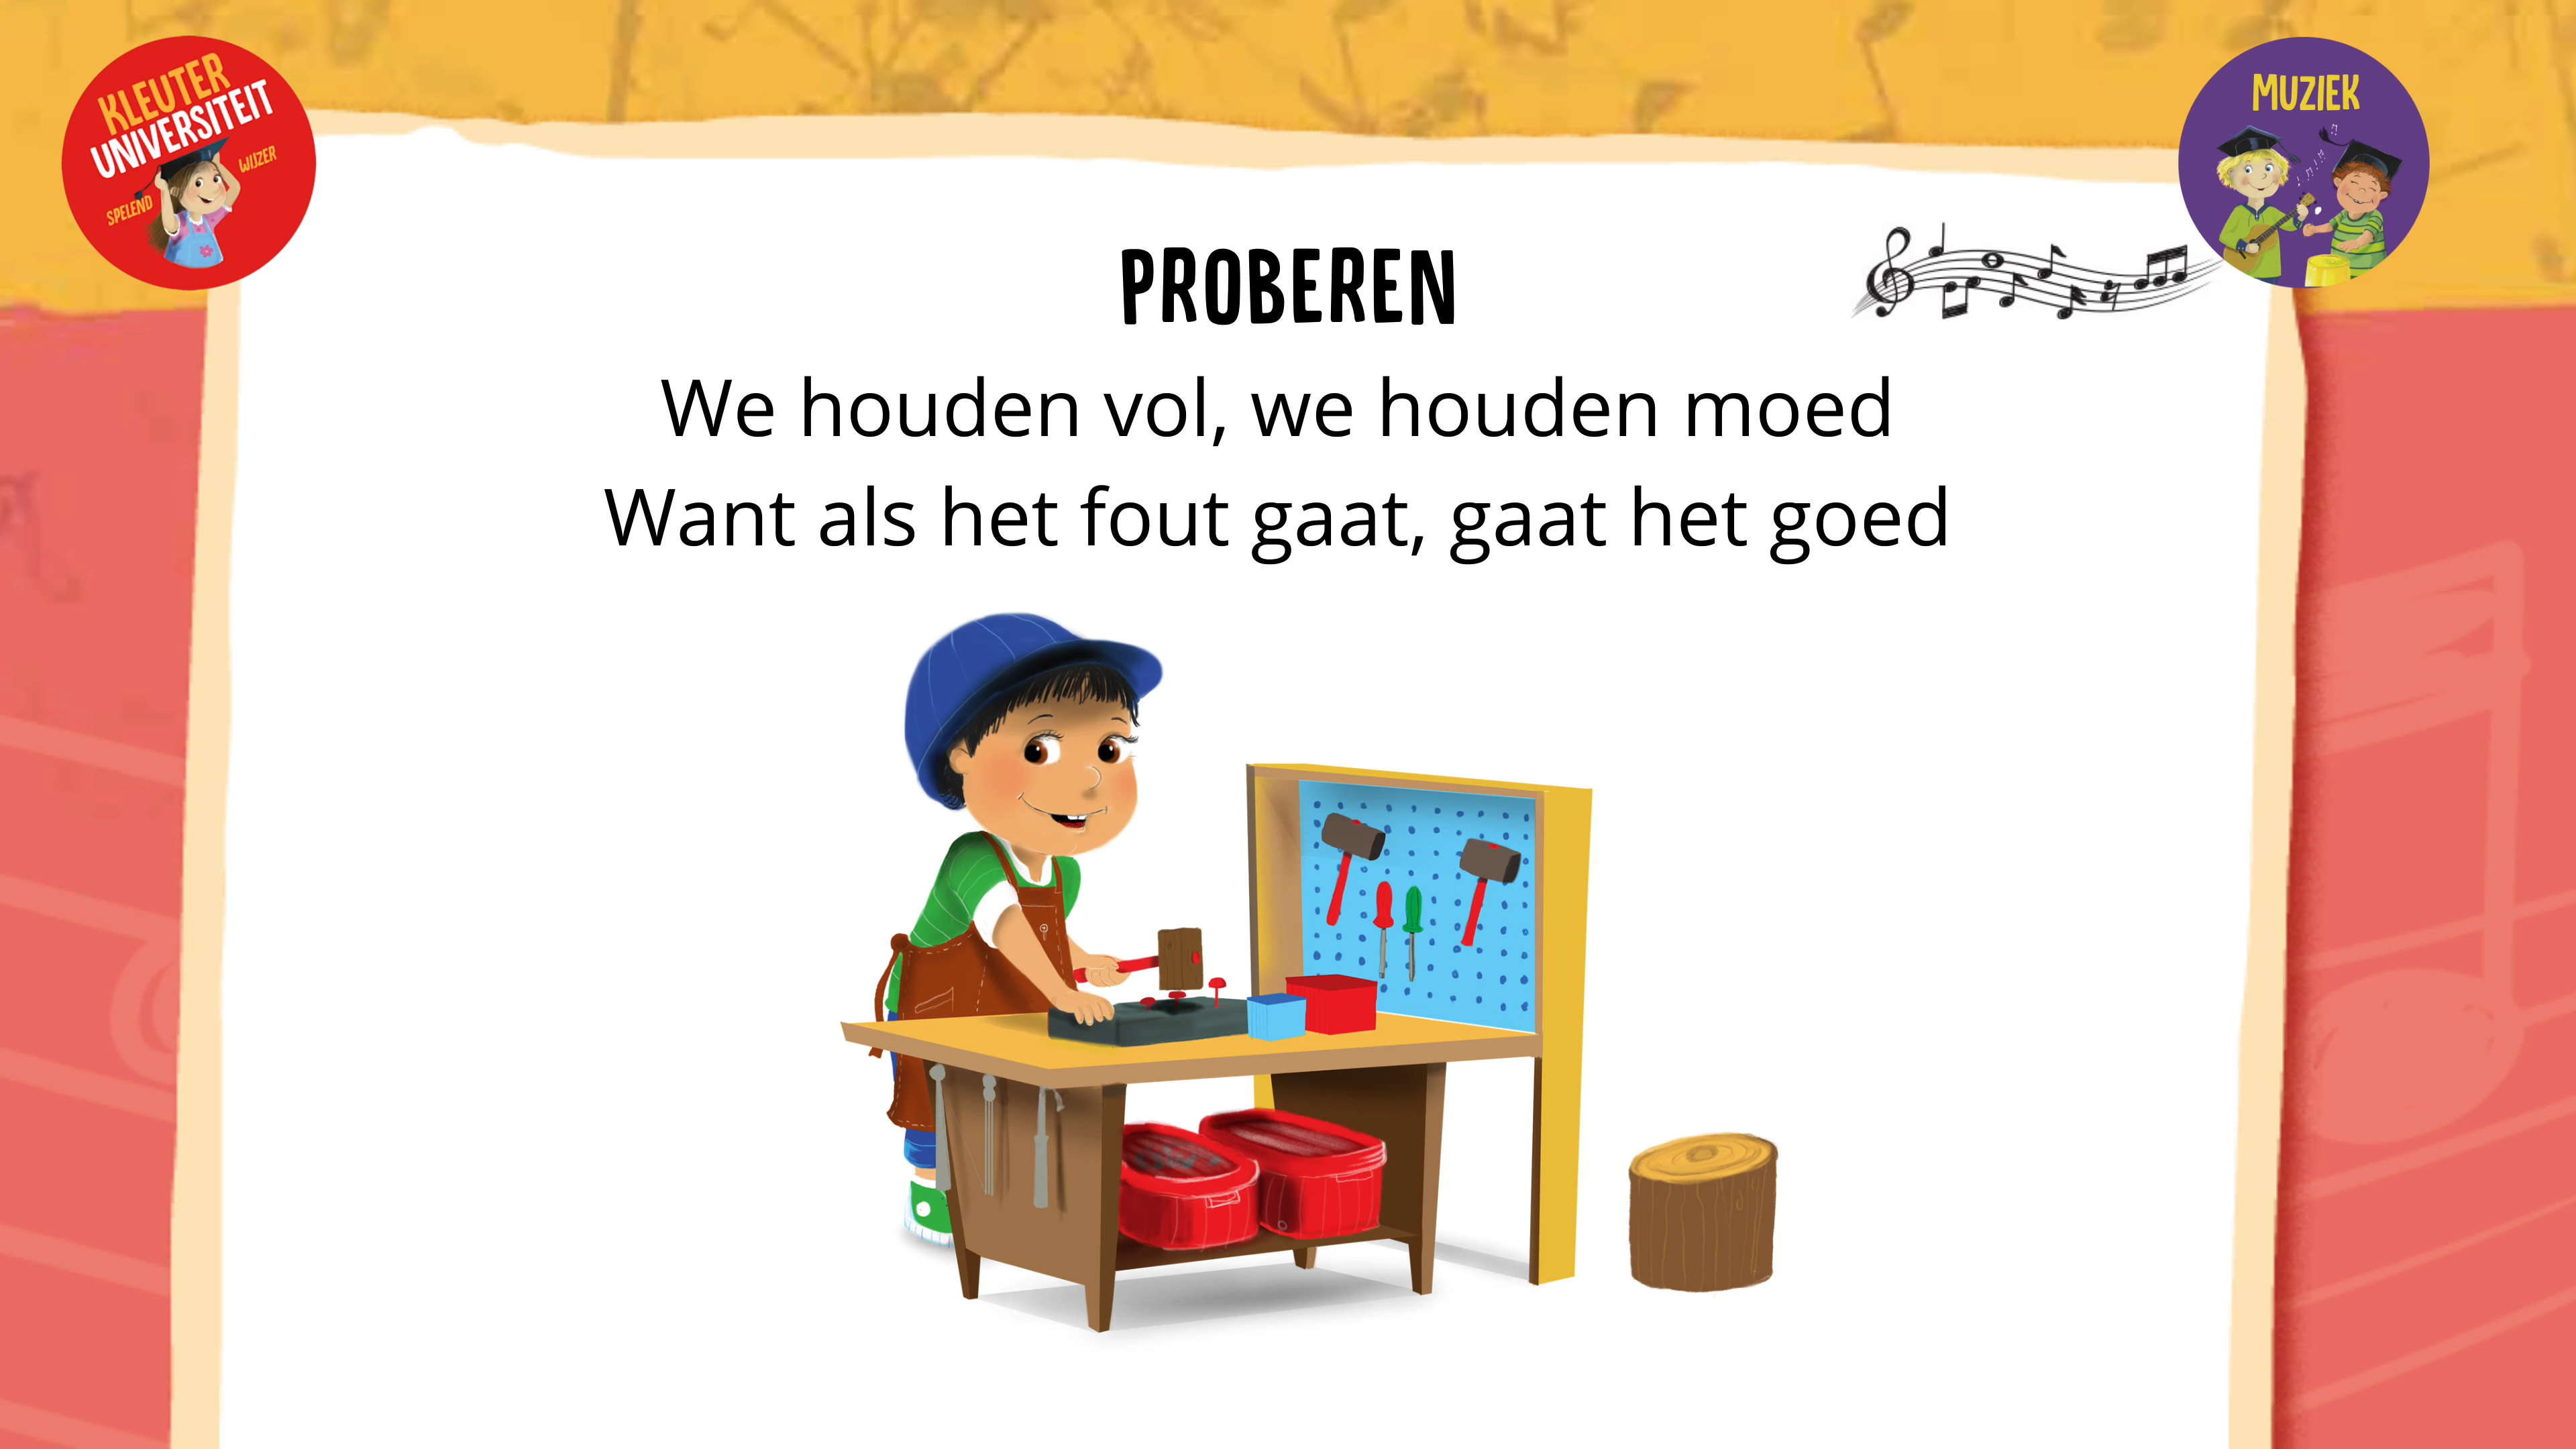 KLEUTER
UNIVERSITEIT
SPELEND
WIJZER
MUZIEK
PROBEREN
We houden vol, we houden moed
Want als het fout gaat, gaat het goed